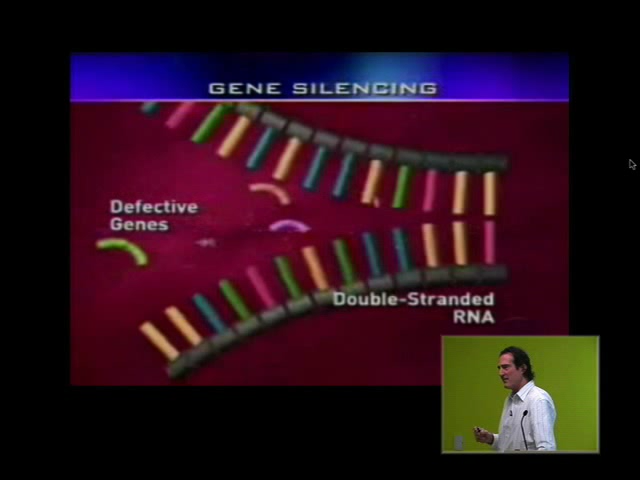 GENE SILENCING
Defective
Genes
Double-Stranded
RNA